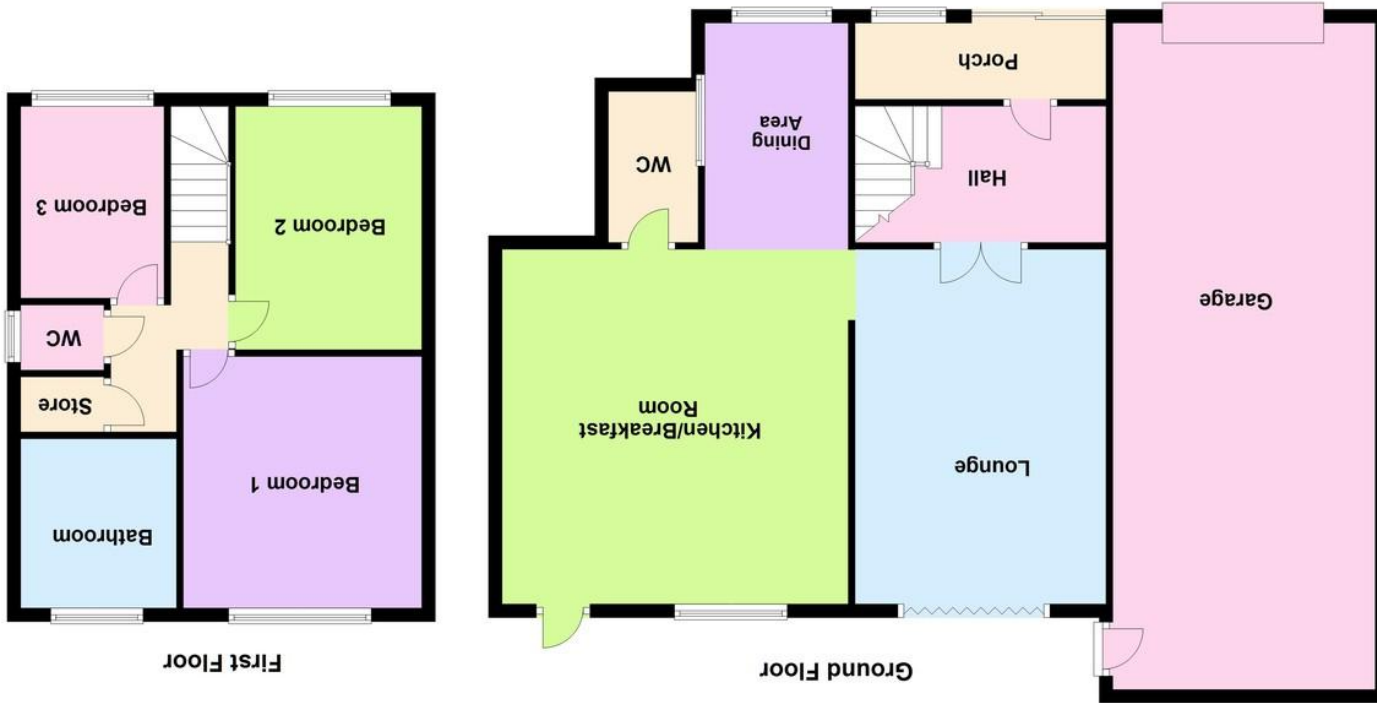 Ground Floor
Garage
Lounge
Kitchen/Breakfast
Room
Hall
Porch
Dining
Area
WC
First Floor
Bedroom 1
Bathroom
Store
WC
Bedroom 2
Bedroom 3